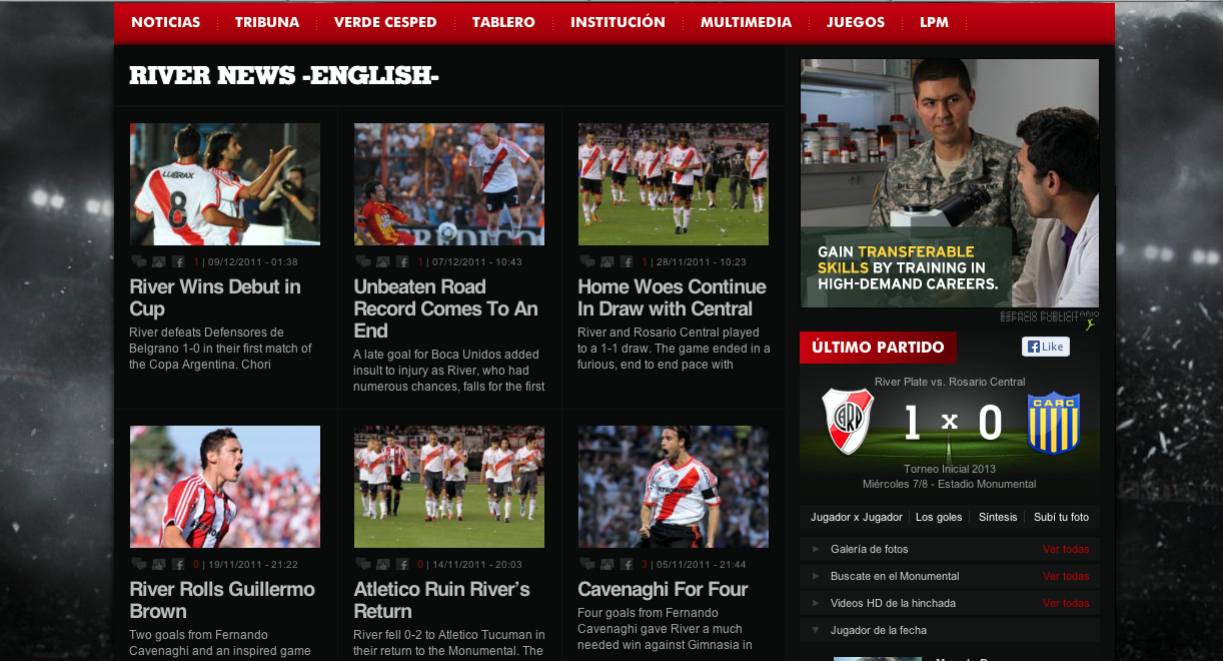 NOTICIAS TRIBUNA VERDE CESPED TABLERO INSTITUCIÓN MULTIMEDIA JUEGOS LPM
RIVER NEWS -ENGLISH-
LUBRAX
8
1 | 09/12/2011 - 01:38
River Wins Debut in
Cup
River defeats Defensores de
Belgrano 1-0 in their first match of
the Copa Argentina. Chori
1 | 07/12/2011 - 10:43
Unbeaten Road
Record Comes To An
End
A late goal for Boca Unidos added
insult to injury as River, who had
numerous chances, falls for the first
1 | 28/11/2011 - 10:23
Home Woes Continue
In Draw with Central
River and Rosario Central played
to a 1-1 draw. The game ended in a
furious, end to end pace with
0 | 19/11/2011 - 21:22
River Rolls Guillermo
Brown
Two goals from Fernando
Cavenaghi and an inspired game
0 | 14/11/2011 - 20:03
Atletico Ruin River's
Return
River fell 0-2 to Atletico Tucuman in
their return to the Monumental. The
3 | 05/11/2011 - 21:44
Cavenaghi For Four
Four goals from Fernando
Cavenaghi gave River a much
needed win against Gimnasia in
GAIN TRANSFERABLE
SKILLS BY TRAINING IN
HIGH-DEMAND CAREERS.
ESPACIO PUBLICITARIO
ÚLTIMO PARTIDO
Like
River Plate vs. Rosario Central
CARP
1 x 0
CARC
Torneo Inicial 2013
Miércoles 7/8 - Estadio Monumental
Jugador x Jugador Los goles Síntesis Subí tu foto
Galería de fotos Ver todas
Buscate en el Monumental Ver todas
Videos HD de la hinchada Ver todas
Jugador de la fecha